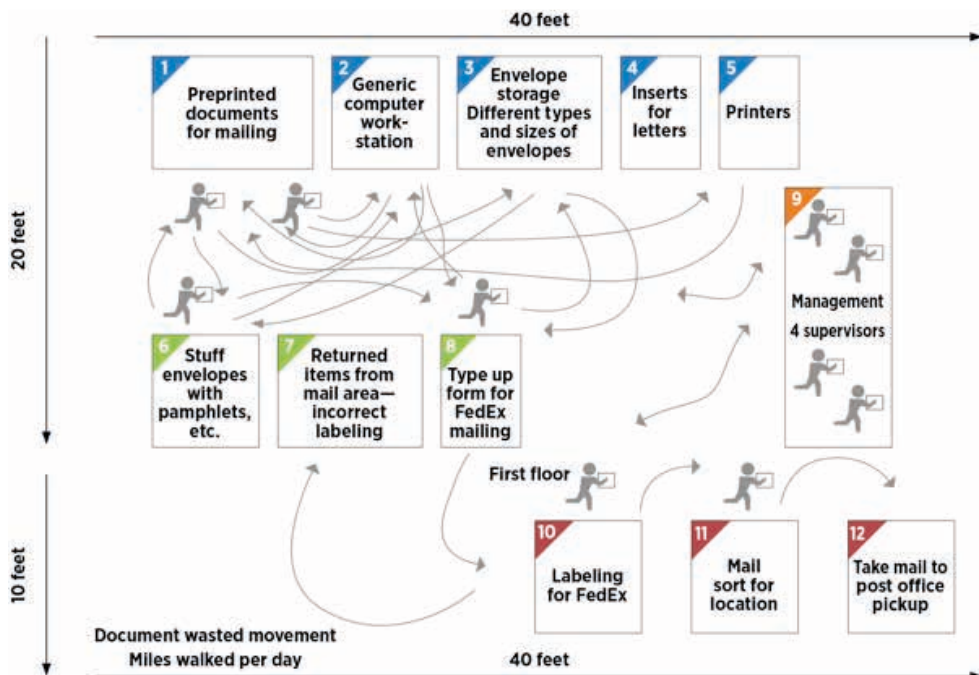 40 feet
20 feet
1
Preprinted
documents
for mailing
2
Generic
computer
work-
station
3
Envelope
storage
Different types
and sizes of
envelopes
4
Inserts
for
letters
5
Printers
9
Management
4 supervisors
6
Stuff
envelopes
with
pamphlets,
etc.
7
Returned
items from
mail area—
incorrect
labeling
8
Type up
form for
FedEx
mailing
10 feet
First floor
10
Labeling
for FedEx
11
Mail
sort for
location
12
Take mail to
post office
pickup
Document wasted movement
Miles walked per day
40 feet